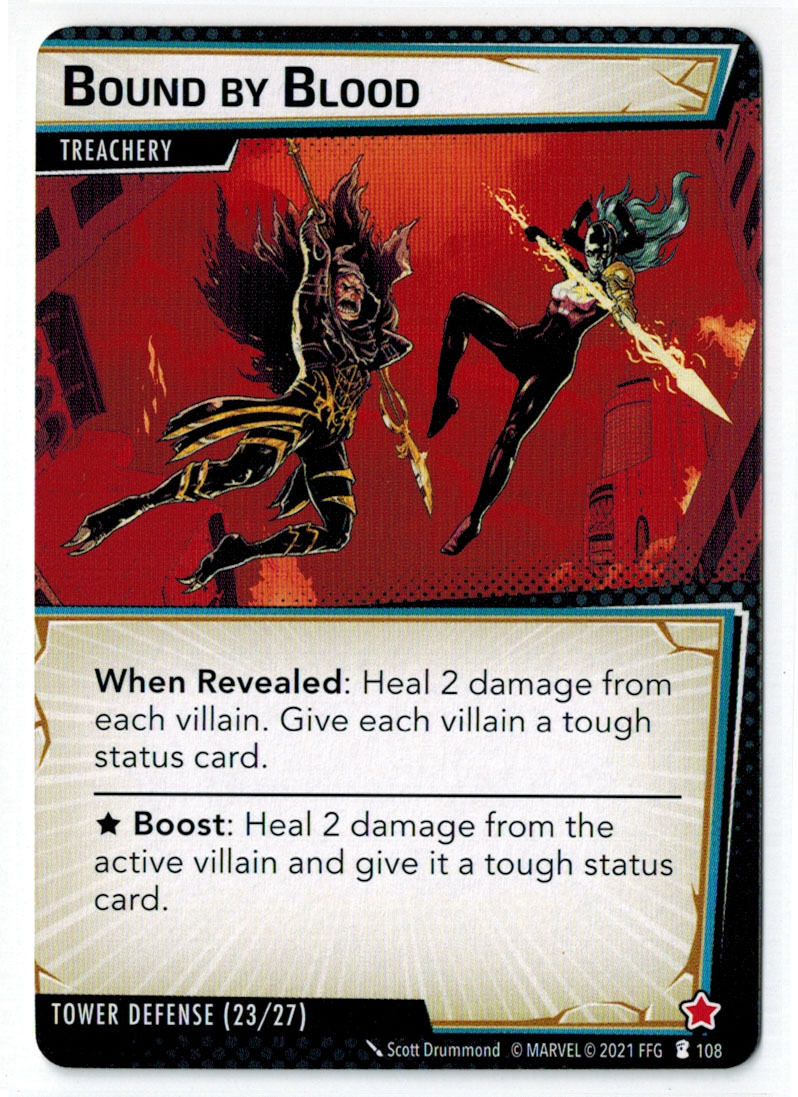 BOUND BY BLOOD
TREACHERY
When Revealed: Heal 2 damage from
each villain. Give each villain a tough
status card.
★ Boost: Heal 2 damage from the
active villain and give it a tough status
card.
TOWER DEFENSE (23/27)
Scott Drummond © MARVEL © 2021 FFG 108